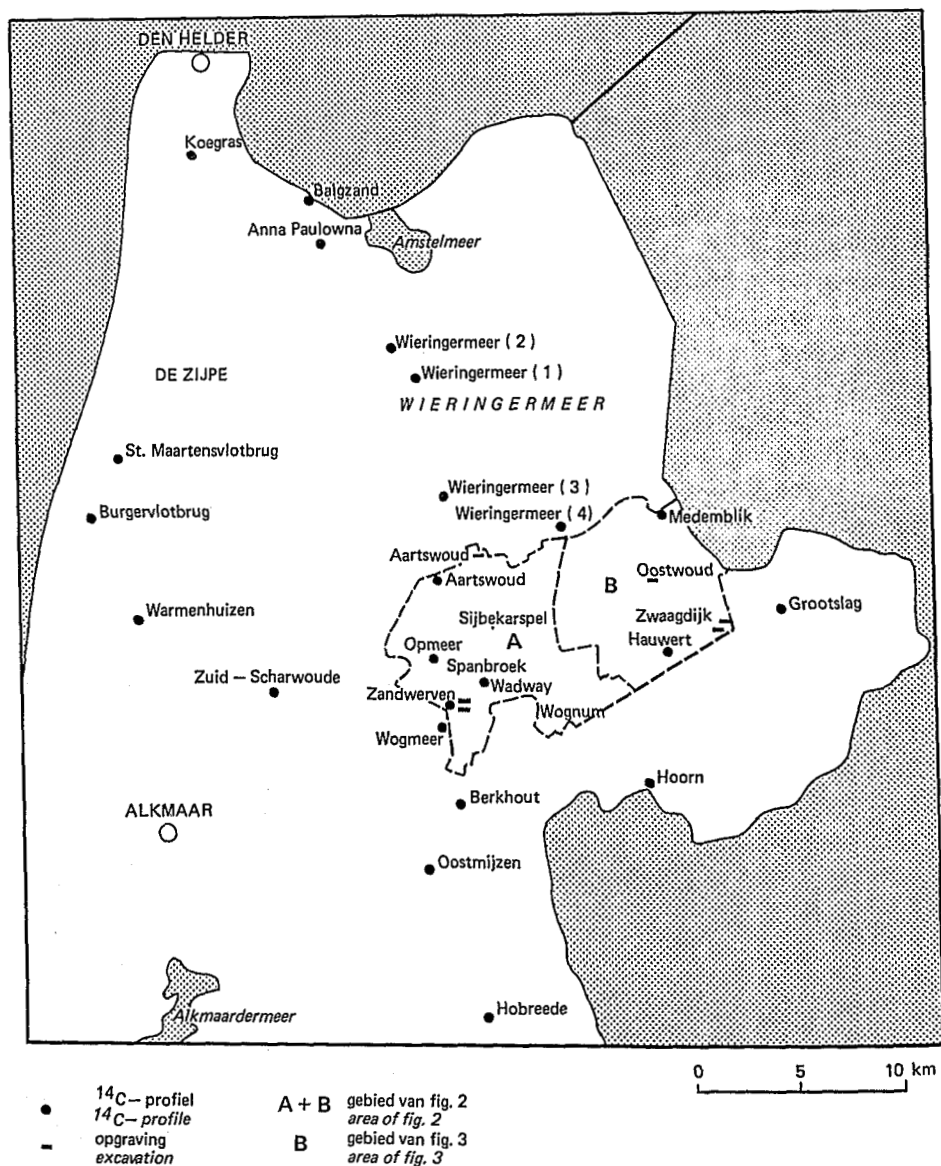 DEN HELDER
Koegras
Balgzand
Anna Paulowna
Amstelmeer
Wieringermeer (2)
DE ZIJPE
Wieringermeer (1)
WIERINGERMEER
St. Maartensvlotbrug
Wieringermeer (3)
Burgervlotbrug
Wieringermeer (4)
Medemblik
Aartswoud
Aartswoud
B
Oostwoud
Grootslag
Warmenhuizen
Sijbekarspel
Zwaagdijk
A
Hauwert
Opmeer
Spanbroek
Zuid – Scharwoude
Wadway
Zandwerven
Wognum
Wogmeer
Hoorn
Berkhout
ALKMAAR
Oostmijzen
Alkmaardermeer
Hobreede
0 5 10 km
14C– profiel
14C– profile
opgraving
excavation
A + B gebied van fig. 2
area of fig. 2
B gebied van fig. 3
area of fig. 3